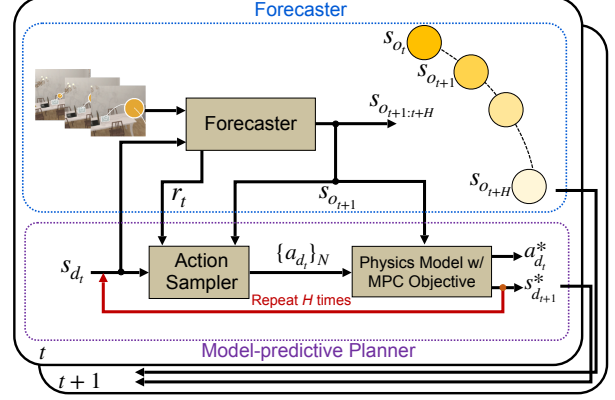 Forecaster
s_{o_t}
s_{o_{t+1}}
Forecaster
s_{o_{t+1:t+H}}
s_{o_{t+H}}
r_t
s_{o_{t+1}}
s_{d_t}
Action
Sampler
{a_{d_t}}_N
Physics Model w/
MPC Objective
a^*_{d_t}
s^*_{d_{t+1}}
Repeat H times
Model-predictive Planner
t
t + 1